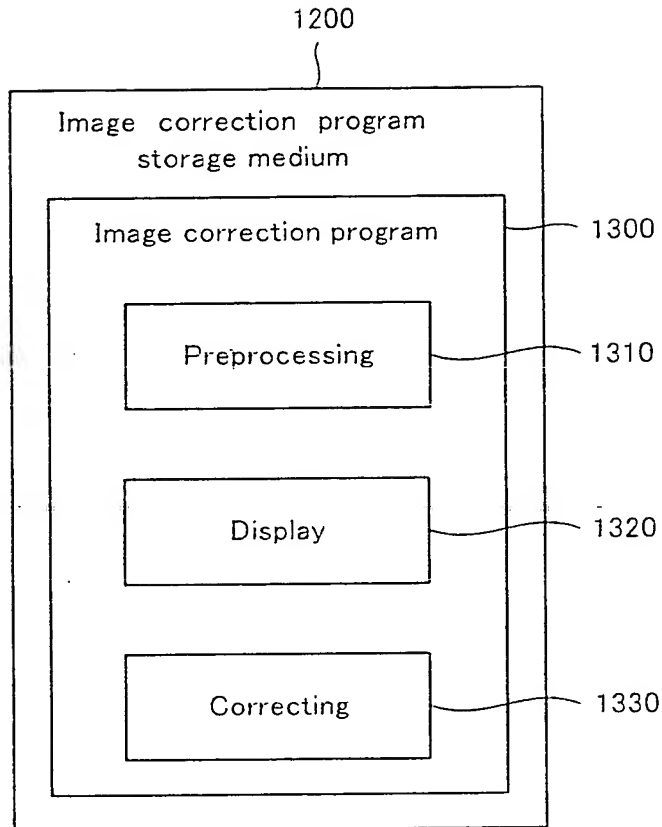 1200
Image correction program
storage medium
Image correction program
1300
Preprocessing
1310
Display
1320
Correcting
1330